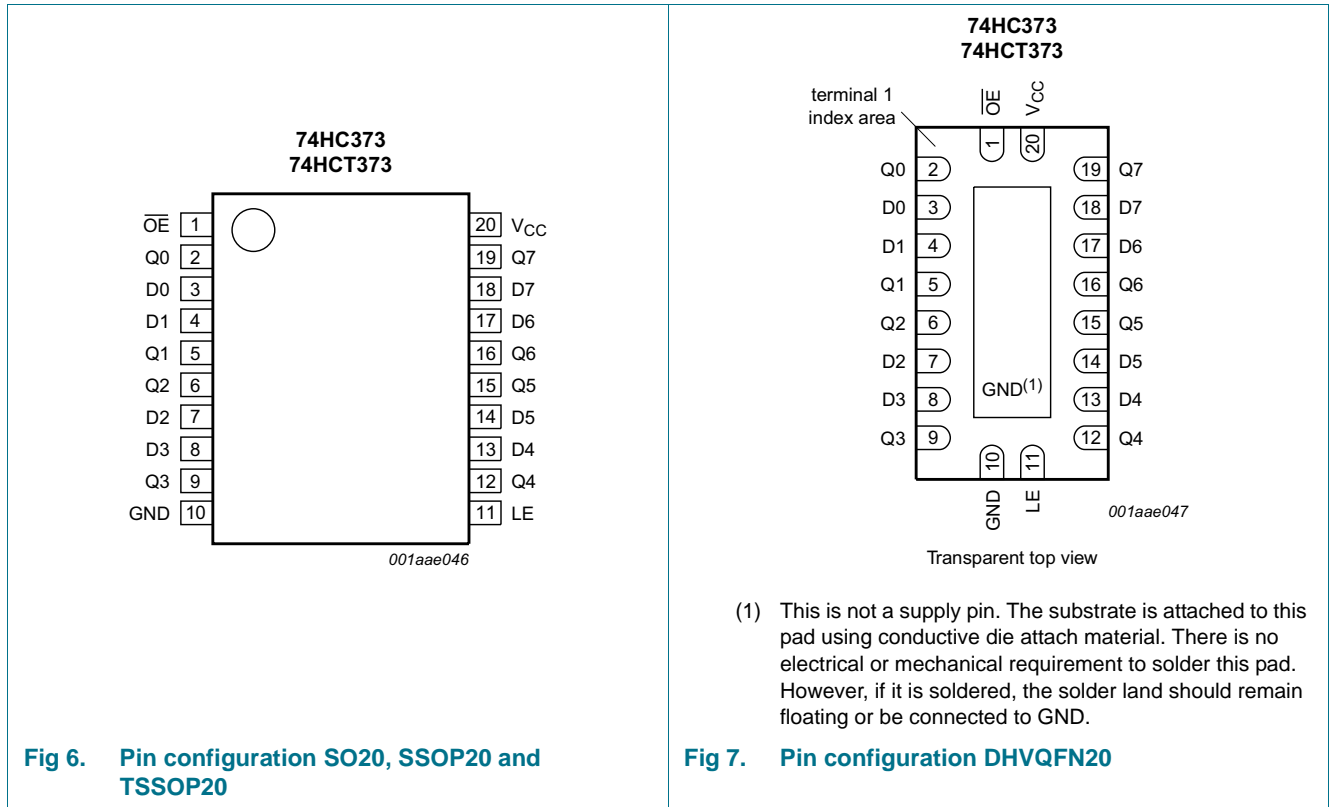 74HC373
74HCT373
OE 1
Q0 2
D0 3
D1 4
Q1 5
Q2 6
D2 7
D3 8
Q3 9
GND 10
20 VCC
19 Q7
18 D7
17 D6
16 Q6
15 Q5
14 D5
13 D4
12 Q4
11 LE
001aae046
Fig 6. Pin configuration SO20, SSOP20 and
TSSOP20
74HC373
74HCT373
terminal 1
index area
OE
VCC
1
20
Q0 2
D0 3
D1 4
Q1 5
Q2 6
D2 7
D3 8
Q3 9
19 Q7
18 D7
17 D6
16 Q6
15 Q5
14 D5
13 D4
12 Q4
GND(1)
10
11
GND
LE
001aae047
Transparent top view
(1) This is not a supply pin. The substrate is attached to this
pad using conductive die attach material. There is no
electrical or mechanical requirement to solder this pad.
However, if it is soldered, the solder land should remain
floating or be connected to GND.
Fig 7. Pin configuration DHVQFN20